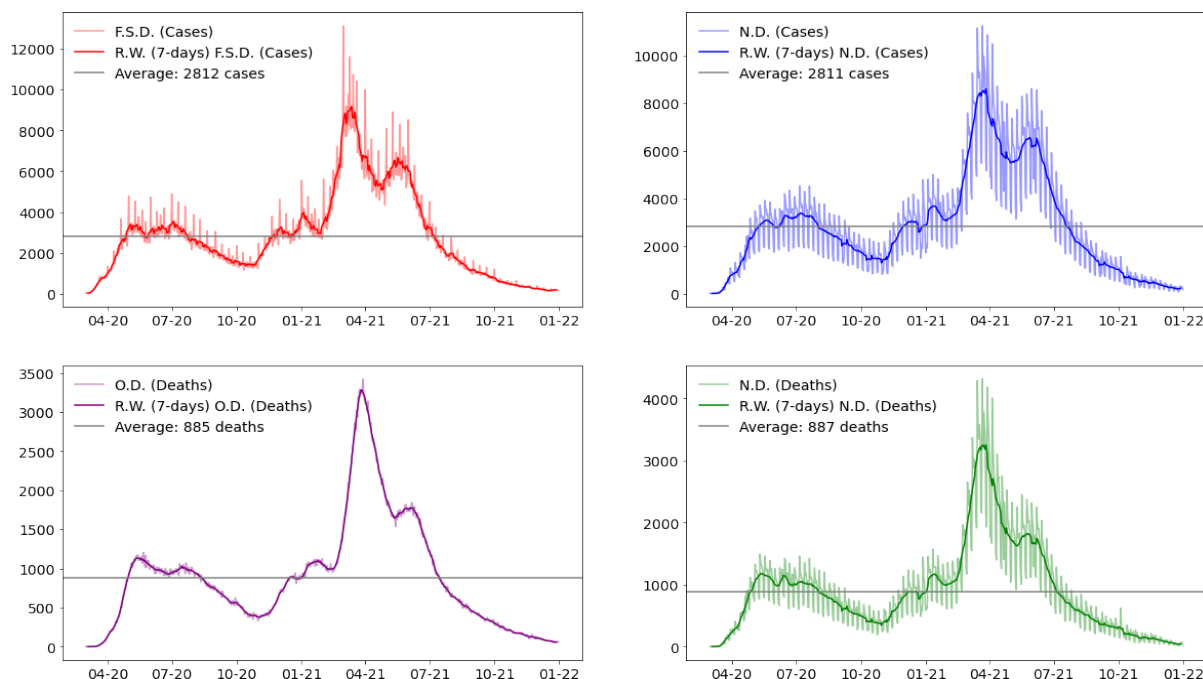 F.S.D. (Cases)
R.W. (7-days) F.S.D. (Cases)
Average: 2812 cases
12000
10000
8000
6000
4000
2000
0
04-20 07-20 10-20 01-21 04-21 07-21 10-21 01-22
N.D. (Cases)
R.W. (7-days) N.D. (Cases)
Average: 2811 cases
10000
8000
6000
4000
2000
0
04-20 07-20 10-20 01-21 04-21 07-21 10-21 01-22
O.D. (Deaths)
R.W. (7-days) O.D. (Deaths)
Average: 885 deaths
3500
3000
2500
2000
1500
1000
500
0
04-20 07-20 10-20 01-21 04-21 07-21 10-21 01-22
N.D. (Deaths)
R.W. (7-days) N.D. (Deaths)
Average: 887 deaths
4000
3000
2000
1000
0
04-20 07-20 10-20 01-21 04-21 07-21 10-21 01-22